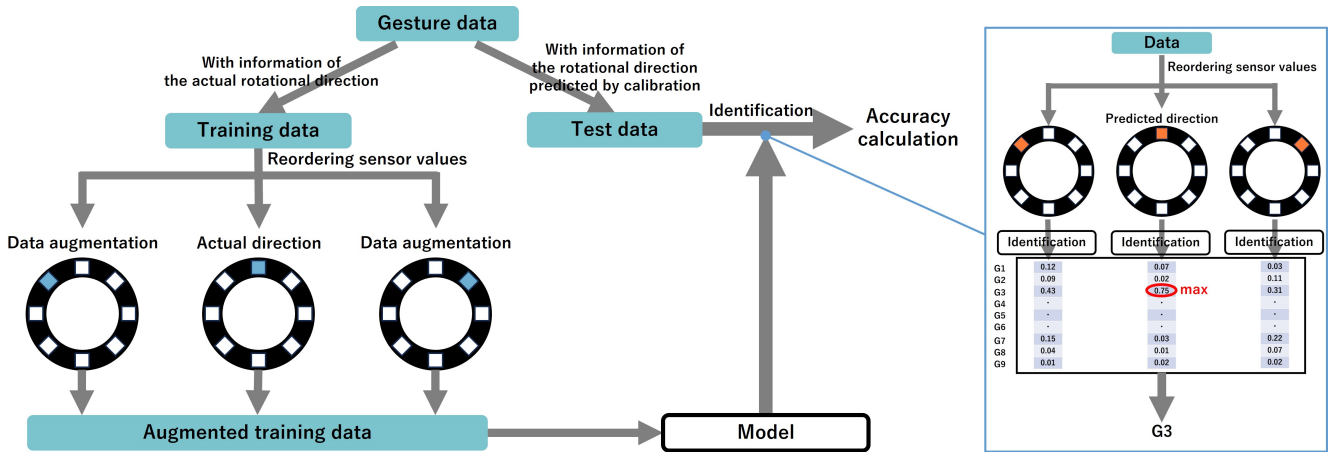 Gesture data
With information of
the actual rotational direction
With information of
the rotational direction
predicted by calibration
Training data
Test data
Identification
Accuracy
calculation
Reordering sensor values
Data augmentation
Actual direction
Data augmentation
Augmented training data
Model
Data
Reordering sensor values
Predicted direction
Identification Identification Identification
G1 0.12 0.07 0.03
G2 0.09 0.02 0.11
G3 0.43 0.75 max 0.31
G4 · · ·
G5 · · ·
G6 · · ·
G7 0.15 0.03 0.22
G8 0.04 0.01 0.07
G9 0.01 0.02 0.02
G3